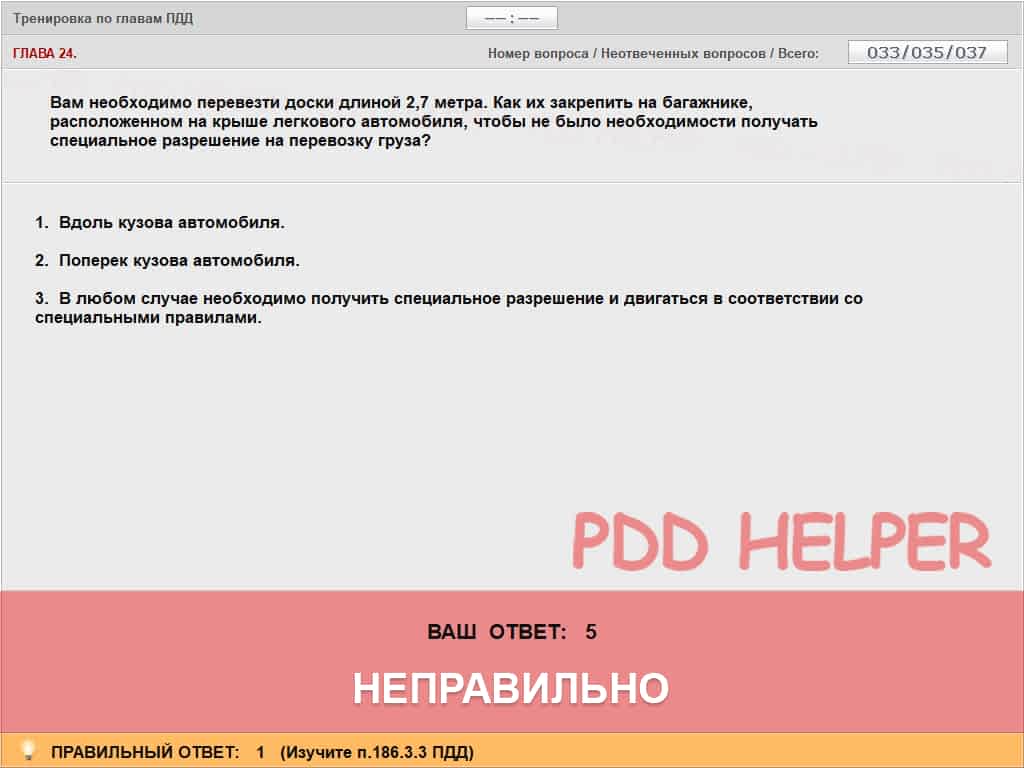 Тренировка по главам ПДД
—— : ——
ГЛАВА 24.
Номер вопроса / Неотвеченных вопросов / Всего:
033/035/037
Вам необходимо перевезти доски длиной 2,7 метра. Как их закрепить на багажнике,
расположенном на крыше легкового автомобиля, чтобы не было необходимости получать
специальное разрешение на перевозку груза?
1. Вдоль кузова автомобиля.
2. Поперек кузова автомобиля.
3. В любом случае необходимо получить специальное разрешение и двигаться в соответствии со
специальными правилами.
PDD HELPER
ВАШ ОТВЕТ: 5
НЕПРАВИЛЬНО
ПРАВИЛЬНЫЙ ОТВЕТ: 1 (Изучите п.186.3.3 ПДД)